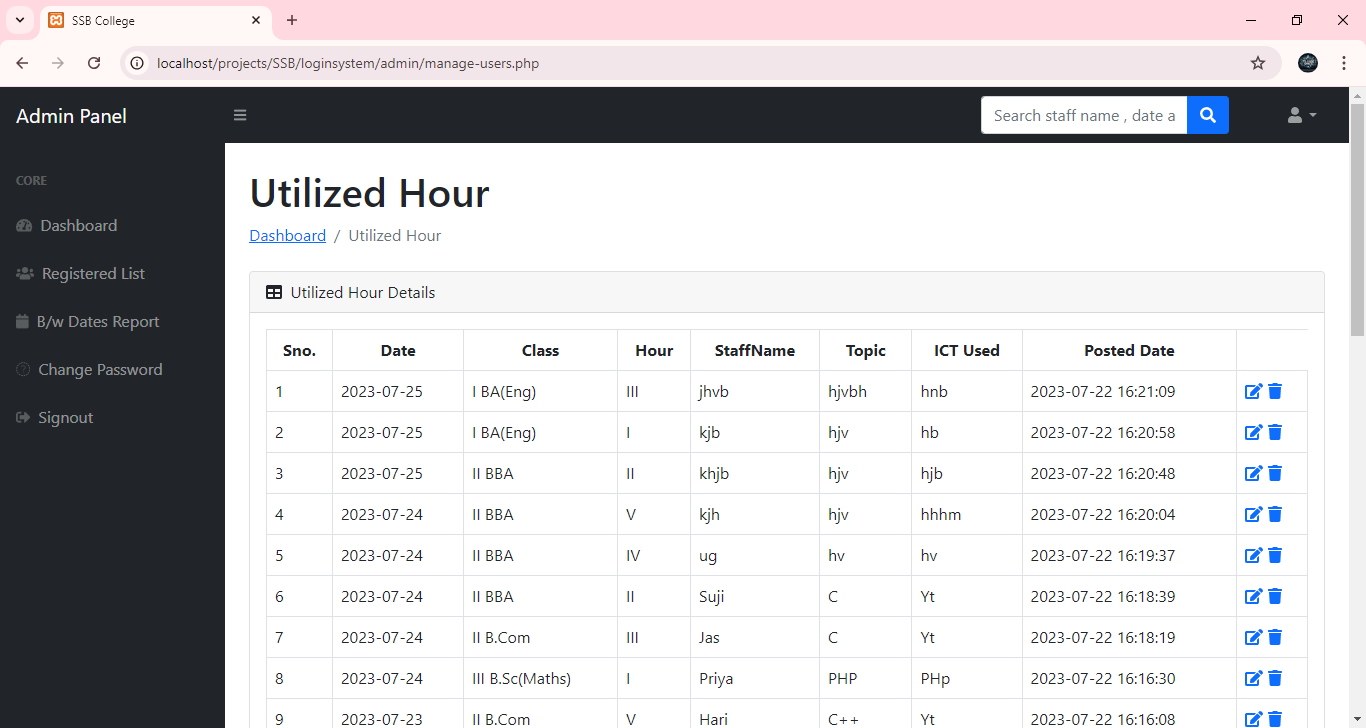 SSB College
localhost/projects/SSB/loginsystem/admin/manage-users.php
Admin Panel
Search staff name , date a
CORE
Dashboard
Registered List
B/w Dates Report
Change Password
Signout
Utilized Hour
Dashboard / Utilized Hour
Utilized Hour Details
Sno. Date Class Hour StaffName Topic ICT Used Posted Date
1 2023-07-25 I BA(Eng) III jhvb hjvbh hnb 2023-07-22 16:21:09
2 2023-07-25 I BA(Eng) I kjb hjv hb 2023-07-22 16:20:58
3 2023-07-25 II BBA II khjb hjv hjb 2023-07-22 16:20:48
4 2023-07-24 II BBA V kjh hjv hhhm 2023-07-22 16:20:04
5 2023-07-24 II BBA IV ug hv hv 2023-07-22 16:19:37
6 2023-07-24 II BBA II Suji C Yt 2023-07-22 16:18:39
7 2023-07-24 II B.Com III Jas C Yt 2023-07-22 16:18:19
8 2023-07-24 III B.Sc(Maths) I Priya PHP PHp 2023-07-22 16:16:30
9 2023-07-23 II B.Com V Hari C++ Yt 2023-07-22 16:16:08